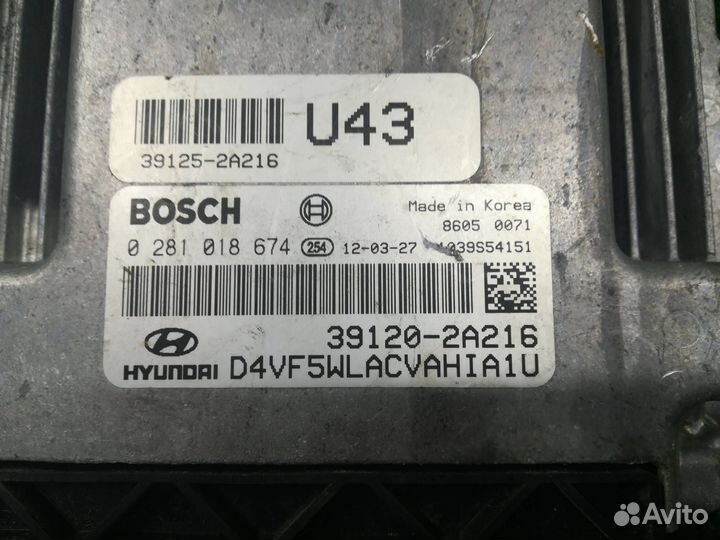 U43
39125-2A216
BOSCH Made in Korea
8605 0071
0 281 018 674 254 12-03-27 1039S54151
39120-2A216
HYUNDAI D4VF5WLACVAHIA1U
Avito